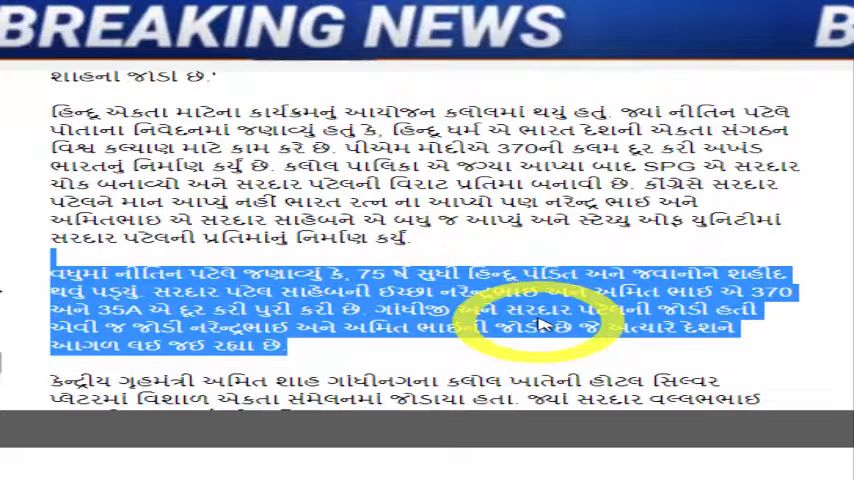 BREAKING NEWS
B
શાહની જોડી છે.'
હિન્દૂ એકતા માટેના કાર્યક્રમનું આયોજન કલોલમાં થયું હતું. જ્યાં નીતિન પટેલે
પોતાના નિવેદનમાં જણાવ્યું હતું કે, હિન્દૂ ધર્મ એ ભારત દેશની એકતા સંગઠન
વિશ્વ કલ્યાણ માટે કામ કરે છે. પીએમ મોદીએ 370ની કલમ દૂર કરી અખંડ
ભારતનું નિર્માણ કર્યું છે. કલોલ પાલિકા એ જગ્યા આપ્યા બાદ SPG એ સરદાર
ચોક બનાવ્યો અને સરદાર પટેલની વિરાટ પ્રતિમા બનાવી છે. કોંગ્રેસે સરદાર
પટેલને માન આપ્યું નહીં ભારત રત્ન ના આપ્યો પણ નરેન્દ્ર ભાઈ અને
અમિતભાઇ એ સરદાર સાહેબને એ બધુ જ આપ્યું અને સ્ટેચ્યુ ઓફ યુનિટીમાં
સરદાર પટેલની પ્રતિમાંનું નિર્માણ કર્યું.
વધુમાં નીતિન પટેલે જણાવ્યું કે, 75 ર્ષ સુધી હિન્દૂ પંડિત અને જવાનોને શહીદ
થવું પડ્યું. સરદાર પટેલ સાહેબની ઈચ્છા નરેન્દ્રભાઈ અને અમિત ભાઈ એ 370
અને 35A એ દૂર કરી પુરી કરી છે. ગાંધીજી અને સરદાર પટેલની જોડી હતી
એવી જ જોડી નરેન્દ્રભાઈ અને અમિત ભાઈની જોડી છે જે અત્યારે દેશને
આગળ લઈ જઈ રહ્યા છે.
કેન્દ્રીય ગૃહમંત્રી અમિત શાહ ગાંધીનગના કલોલ ખાતેની હોટલ સિલ્વર
પ્લેટરમાં વિશાળ એકતા સંમેલનમાં જોડાયા હતા. જ્યાં સરદાર વલ્લભભાઈ